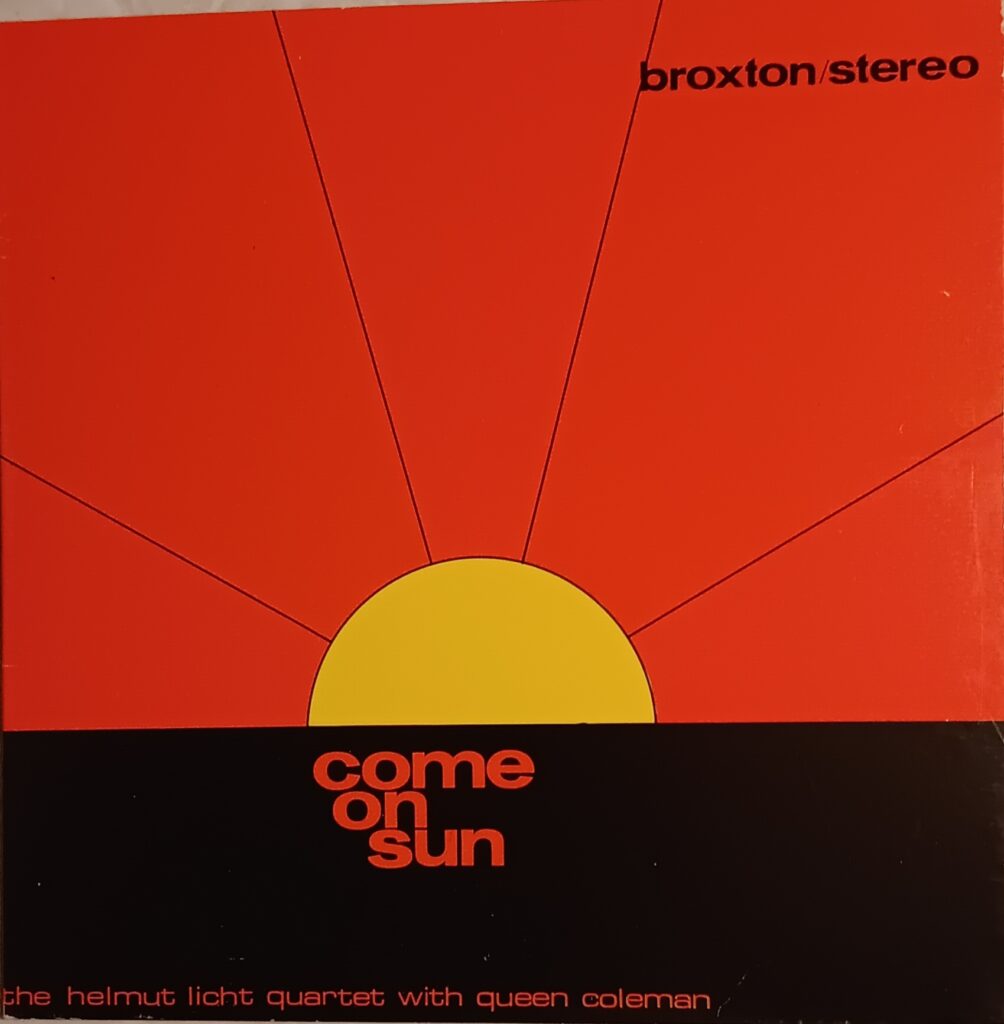 broxton/stereo
come
on
sun
the helmut licht quartet with queen coleman